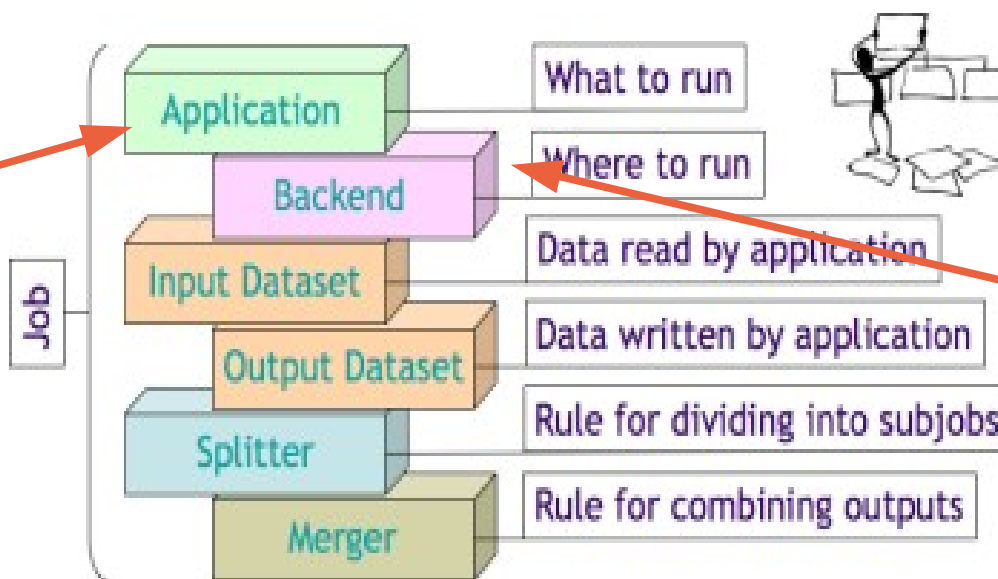 Application
What to run
Backend
Where to run
Input Dataset
Data read by application
Job
Output Dataset
Data written by application
Splitter
Rule for dividing into subjobs
Merger
Rule for combining outputs